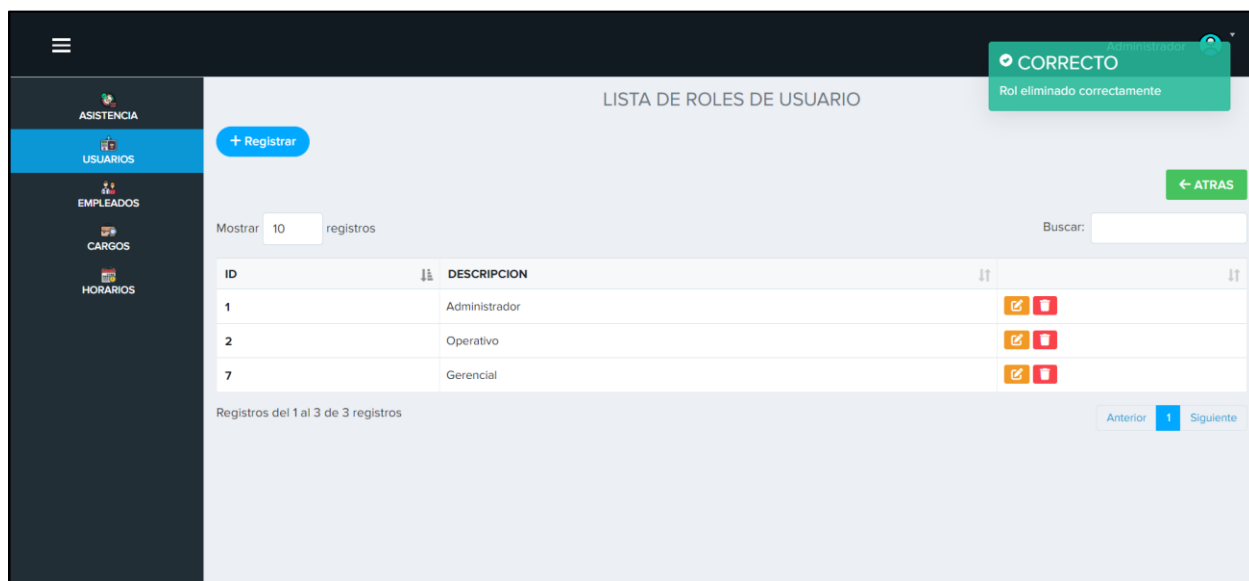 Administrador
CORRECTO
Rol eliminado correctamente
ASISTENCIA
USUARIOS
EMPLEADOS
CARGOS
HORARIOS
LISTA DE ROLES DE USUARIO
+ Registrar
← ATRAS
Mostrar 10 registros
Buscar:
ID DESCRIPCION
1 Administrador
2 Operativo
7 Gerencial
Registros del 1 al 3 de 3 registros
Anterior 1 Siguiente